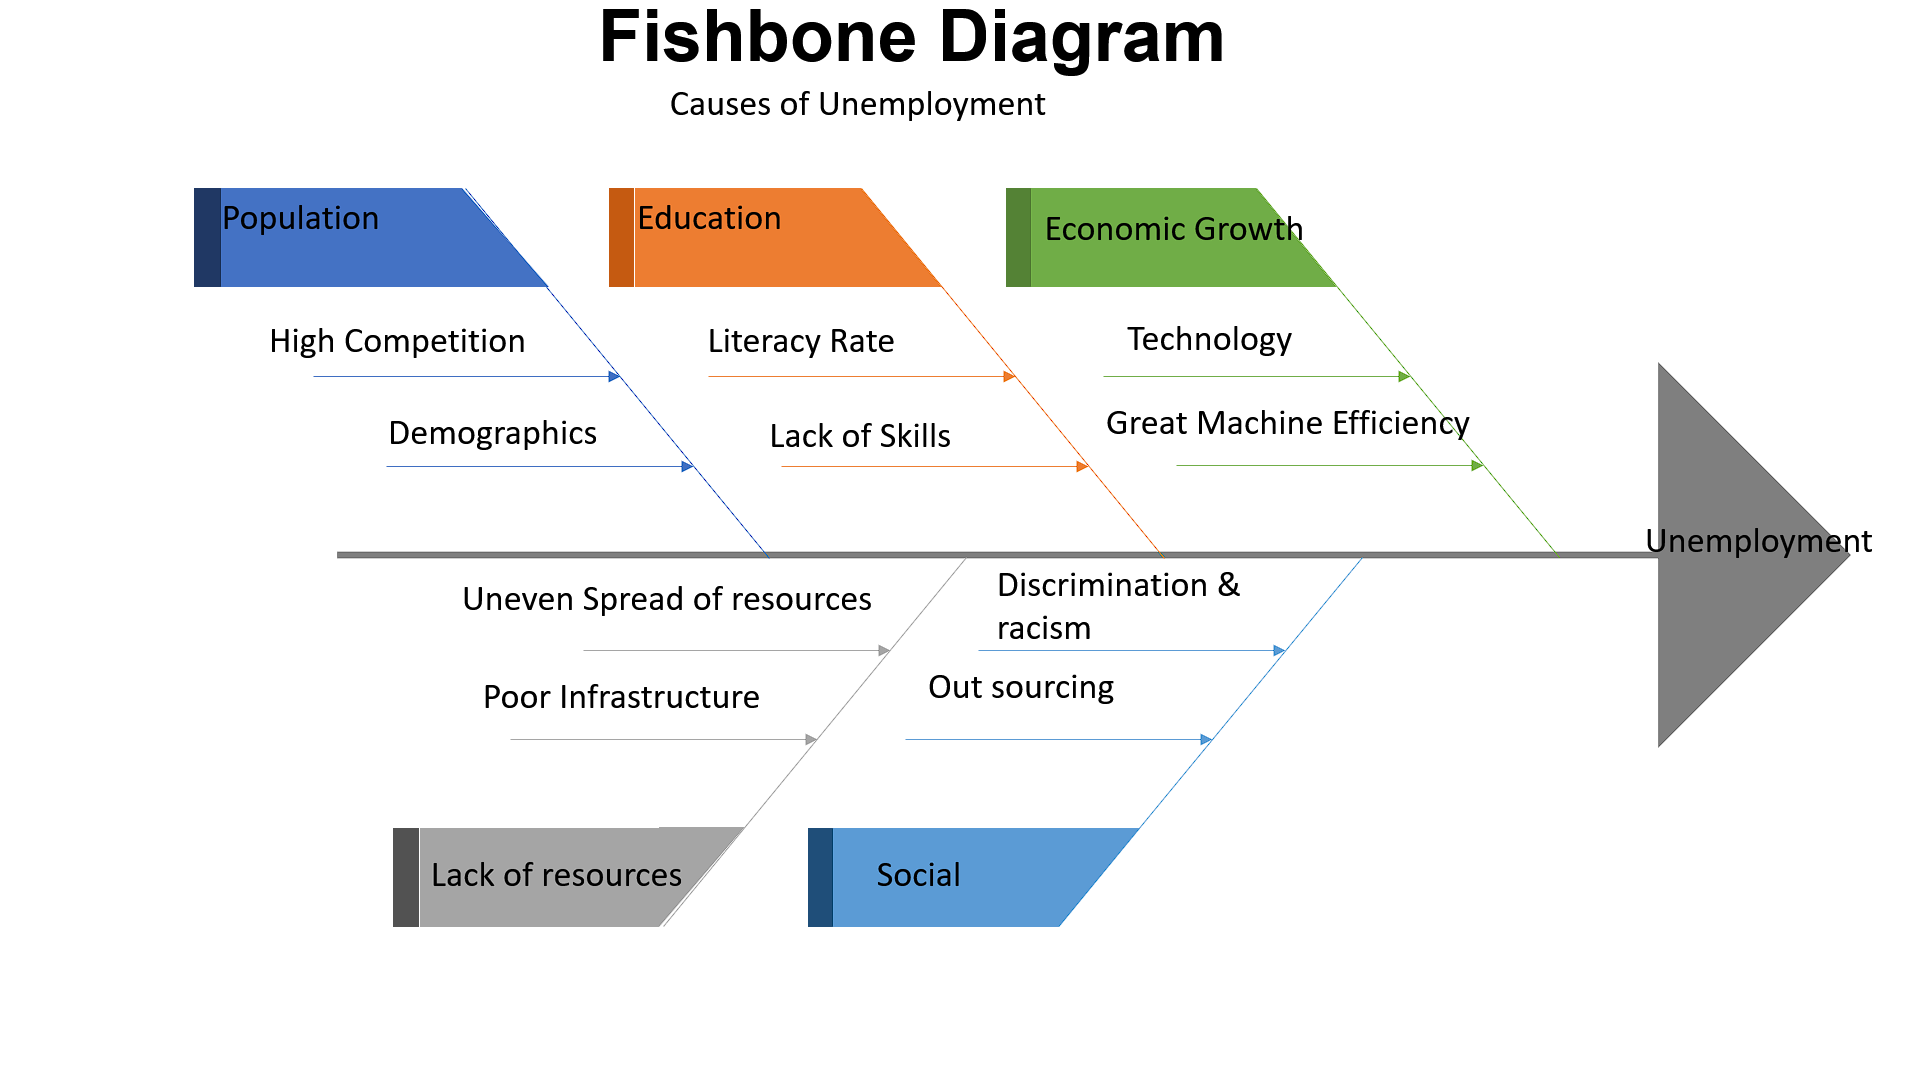 Fishbone Diagram
Causes of Unemployment
Population
Education
Economic Growth
High Competition
Literacy Rate
Technology
Demographics
Lack of Skills
Great Machine Efficiency
Unemployment
Uneven Spread of resources
Discrimination &
racism
Poor Infrastructure
Out sourcing
Lack of resources
Social